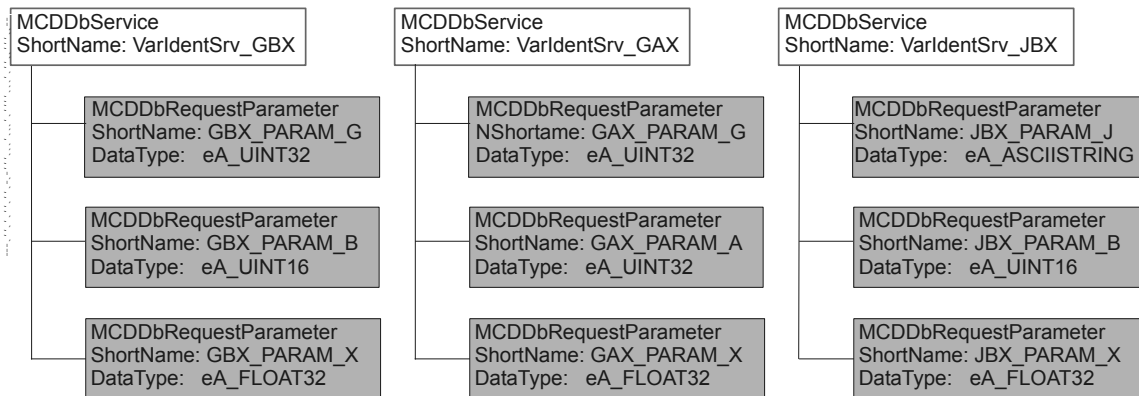 MCDDbService
ShortName: VarIdentSrv_GBX
MCDDbRequestParameter
ShortName: GBX_PARAM_G
DataType: eA_UINT32
MCDDbRequestParameter
ShortName: GBX_PARAM_B
DataType: eA_UINT16
MCDDbRequestParameter
ShortName: GBX_PARAM_X
DataType: eA_FLOAT32
MCDDbService
ShortName: VarIdentSrv_GAX
MCDDbRequestParameter
NShortame: GAX_PARAM_G
DataType: eA_UINT32
MCDDbRequestParameter
ShortName: GAX_PARAM_A
DataType: eA_UINT32
MCDDbRequestParameter
ShortName: GAX_PARAM_X
DataType: eA_FLOAT32
MCDDbService
ShortName: VarIdentSrv_JBX
MCDDbRequestParameter
ShortName: JBX_PARAM_J
DataType: eA_ASCIISTRING
MCDDbRequestParameter
ShortName: JBX_PARAM_B
DataType: eA_UINT16
MCDDbRequestParameter
ShortName: JBX_PARAM_X
DataType: eA_FLOAT32